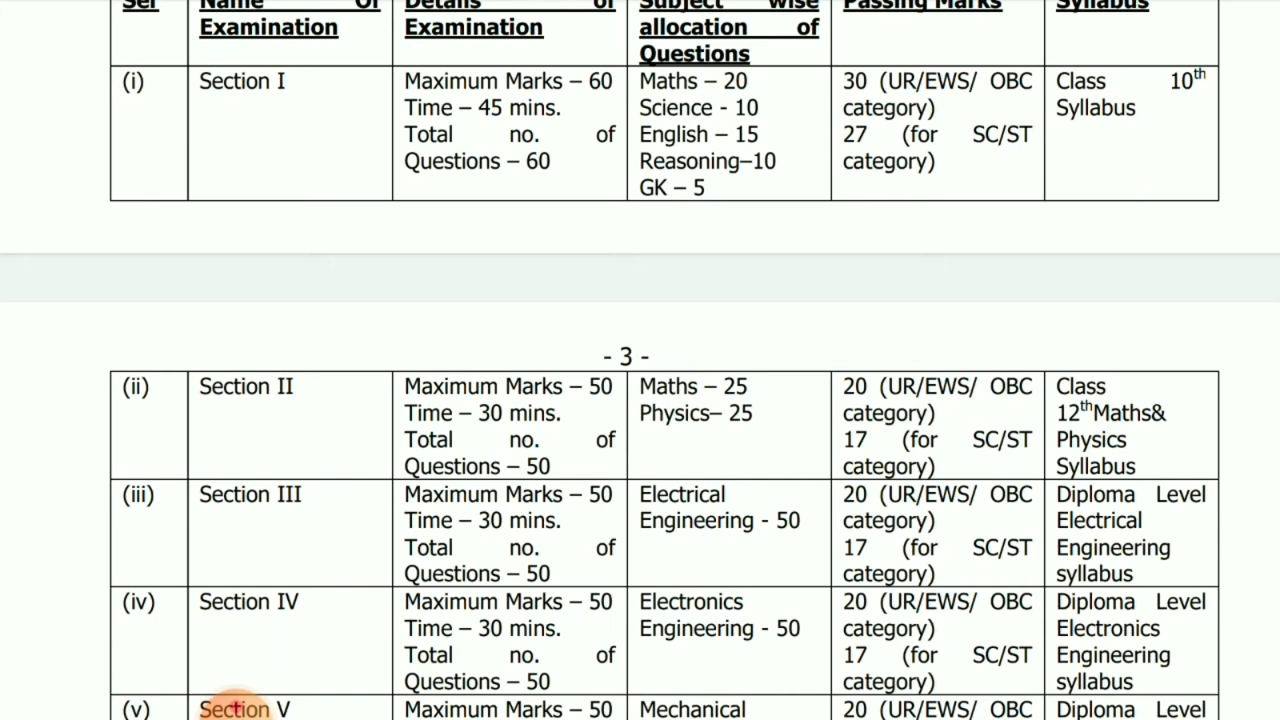 Ser
Name Of
Examination
Details of
Examination
Subject wise
allocation of
Questions
Passing Marks
Syllabus
(i)
Section I
Maximum Marks – 60
Time – 45 mins.
Total no. of
Questions – 60
Maths – 20
Science - 10
English – 15
Reasoning–10
GK – 5
30 (UR/EWS/ OBC
category)
27 (for SC/ST
category)
Class 10th
Syllabus
- 3 -
(ii)
Section II
Maximum Marks – 50
Time – 30 mins.
Total no. of
Questions – 50
Maths – 25
Physics– 25
20 (UR/EWS/ OBC
category)
17 (for SC/ST
category)
Class
12thMaths&
Physics
Syllabus
(iii)
Section III
Maximum Marks – 50
Time – 30 mins.
Total no. of
Questions – 50
Electrical
Engineering - 50
20 (UR/EWS/ OBC
category)
17 (for SC/ST
category)
Diploma Level
Electrical
Engineering
syllabus
(iv)
Section IV
Maximum Marks – 50
Time – 30 mins.
Total no. of
Questions – 50
Electronics
Engineering - 50
20 (UR/EWS/ OBC
category)
17 (for SC/ST
category)
Diploma Level
Electronics
Engineering
syllabus
(v)
Section V
Maximum Marks – 50
Mechanical
20 (UR/EWS/ OBC
Diploma Level